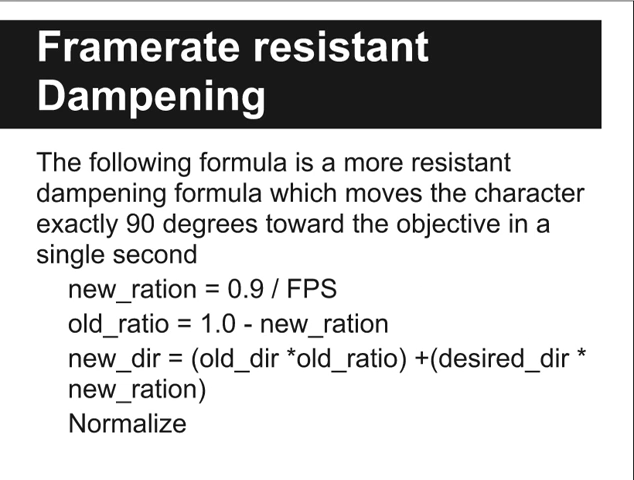 Framerate resistant
Dampening
The following formula is a more resistant
dampening formula which moves the character
exactly 90 degrees toward the objective in a
single second
new_ration = 0.9 / FPS
old_ratio = 1.0 - new_ration
new_dir = (old_dir *old_ratio) +(desired_dir *
new_ration)
Normalize